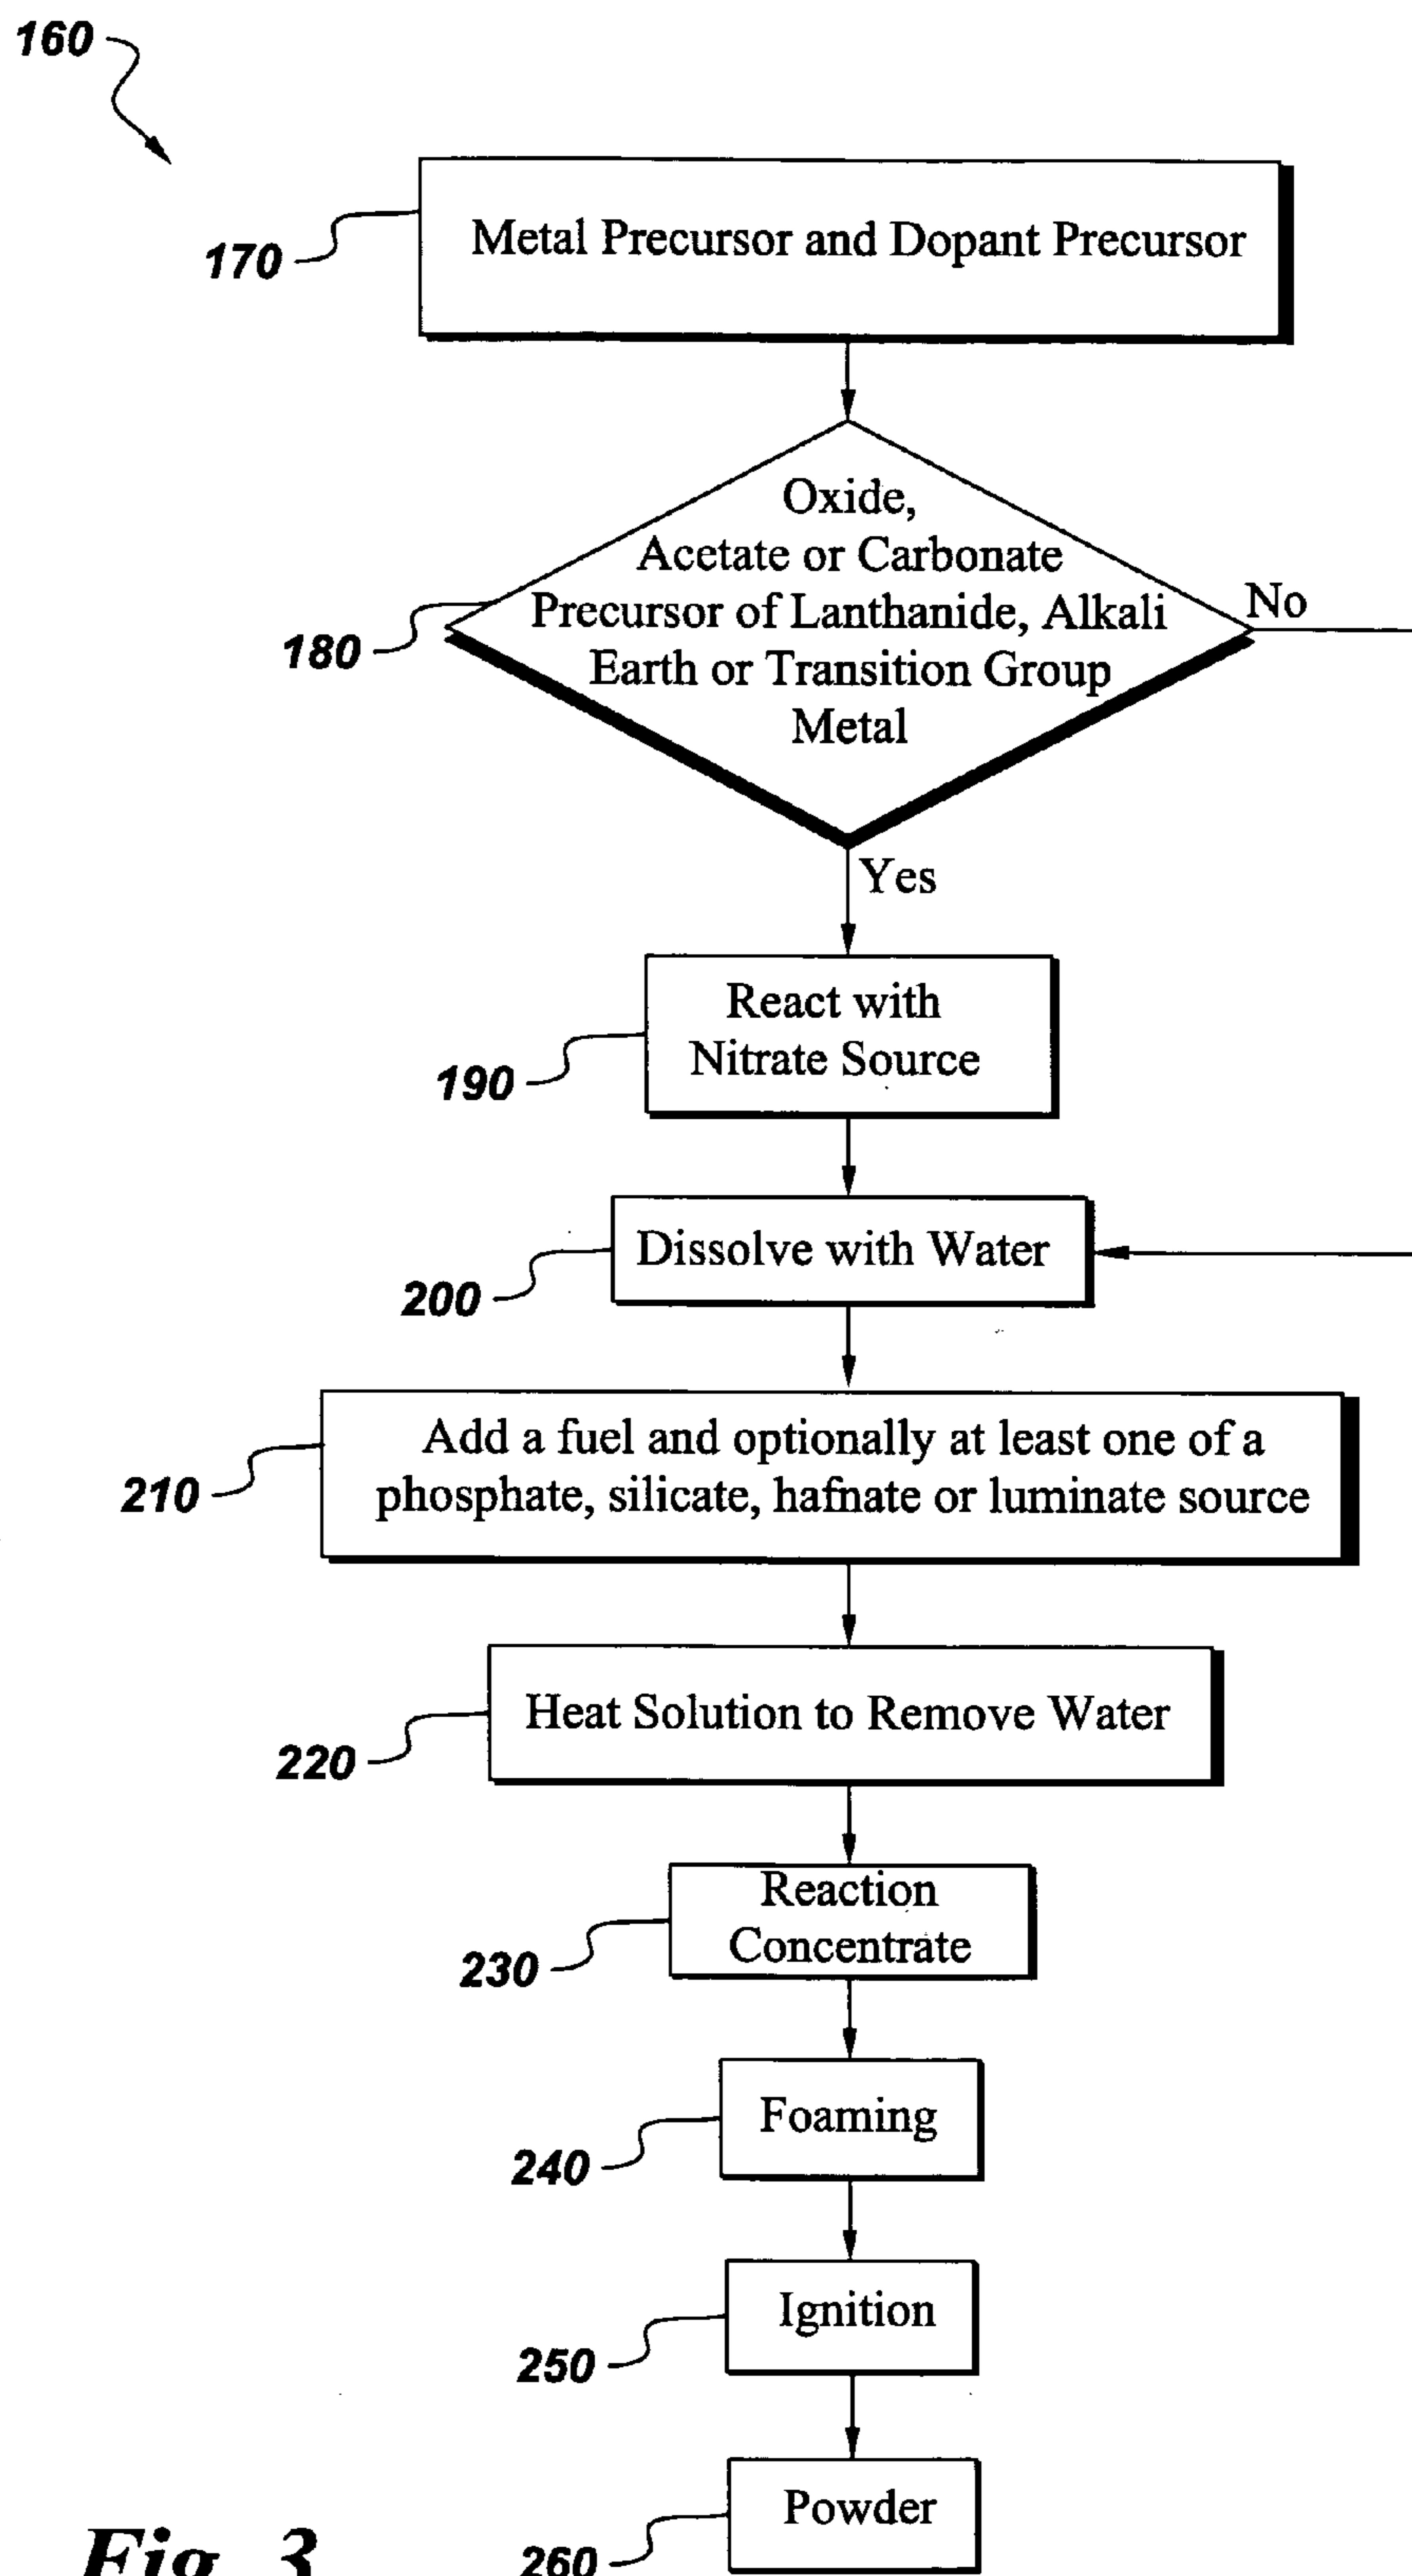 160
170
Metal Precursor and Dopant Precursor
180
Oxide,
Acetate or Carbonate
Precursor of Lanthanide, Alkali
Earth or Transition Group
Metal
No
Yes
190
React with
Nitrate Source
200
Dissolve with Water
210
Add a fuel and optionally at least one of a
phosphate, silicate, hafnate or luminate source
220
Heat Solution to Remove Water
230
Reaction
Concentrate
240
Foaming
250
Ignition
260
Powder
Fig. 3